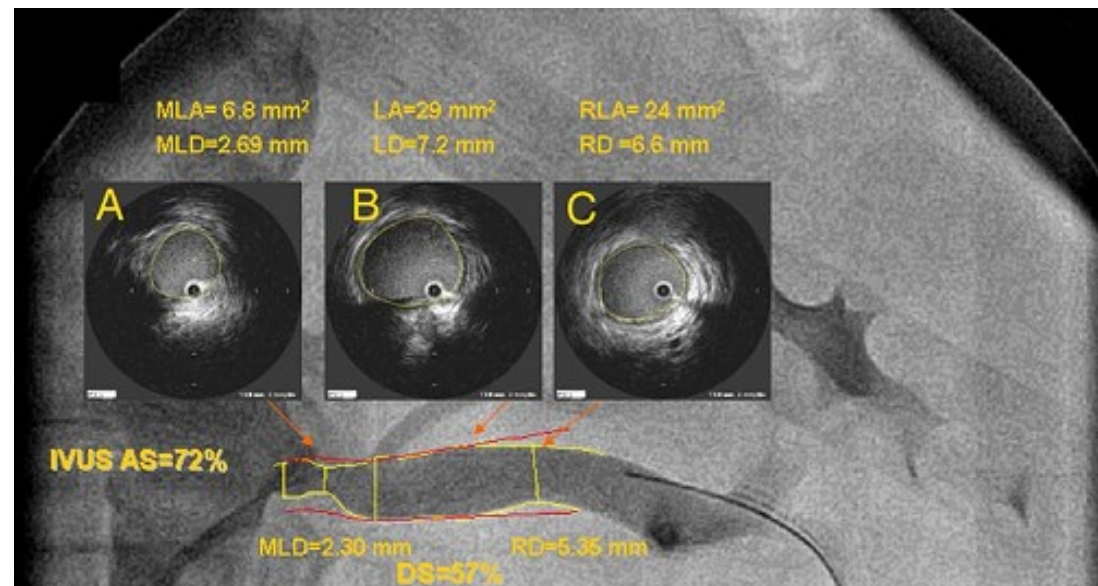 MLA= 6.8 mm²
MLD=2.69 mm
LA=29 mm²
LD=7.2 mm
RLA= 24 mm²
RD =6.6 mm
A
B
C
IVUS AS=72%
MLD=2.30 mm
RD=5.35 mm
DS=57%